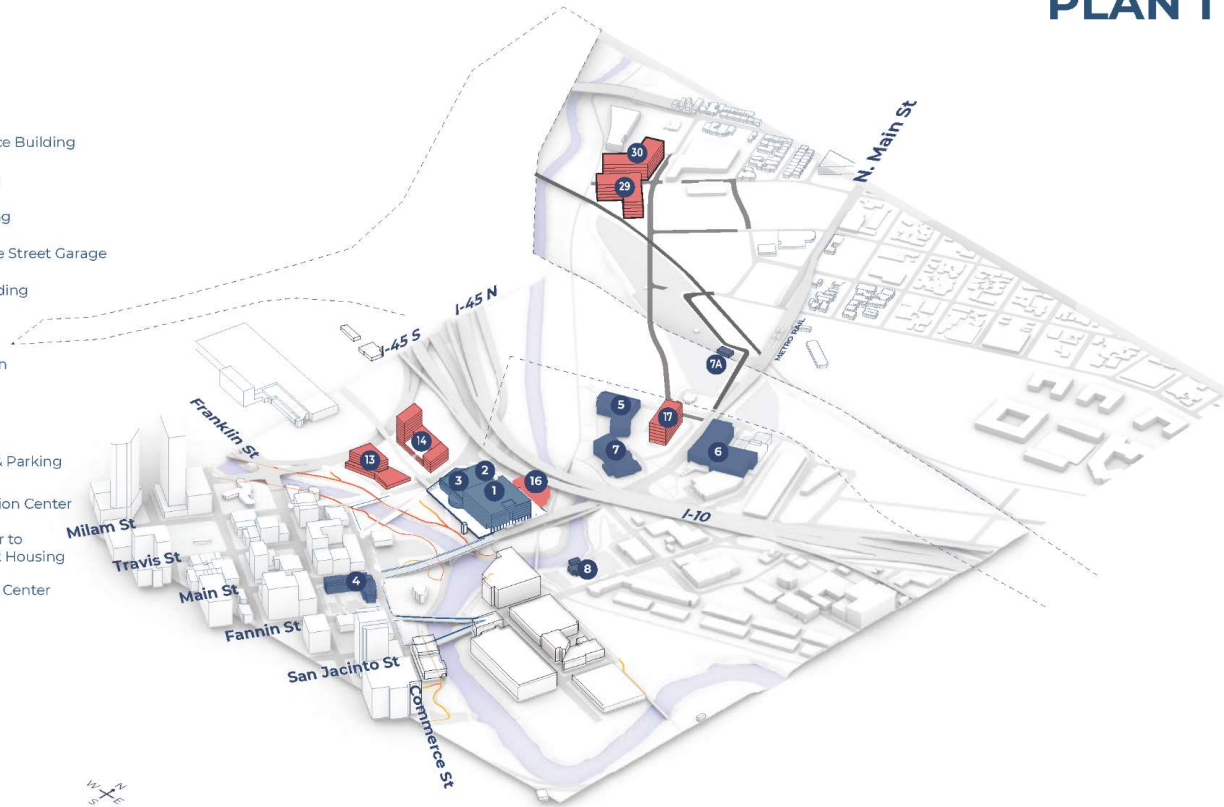 PLAN
ce Building
e Street Garage
ding
& Parking
ion Center
r to
Housing
Center
N. Main St
30
29
I-45 N
I-45 S
METRO RAIL
7A
Franklin St
5
17
14
7
6
13
2
3
1
16
I-10
Milam St
Travis St
8
4
Main St
Fannin St
San Jacinto St
Commerce St
W
N
S
E